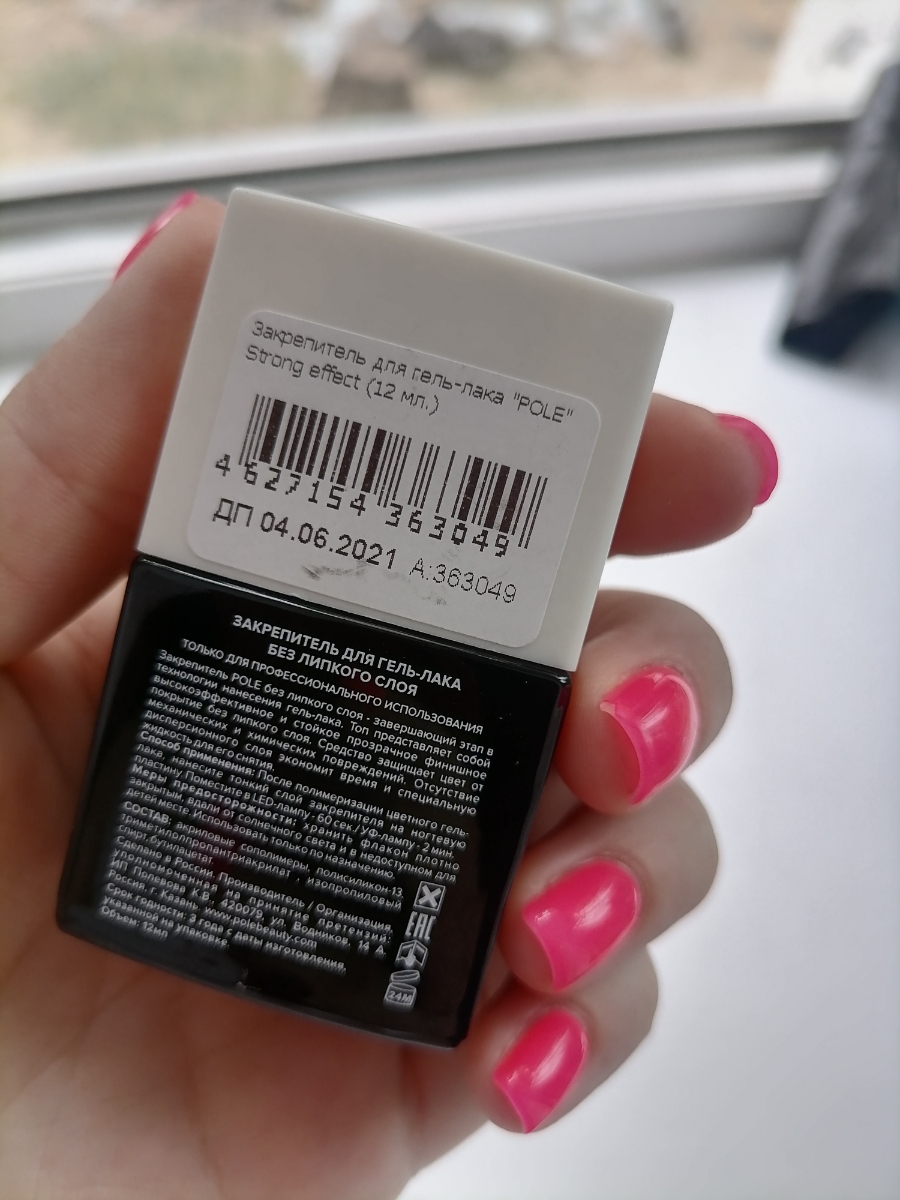 Закрепитель для гель-лака "POLE"
Strong effect (12 мл.)
4 627154 363049
ДП 04.06.2021 А:363049
ЗАКРЕПИТЕЛЬ ДЛЯ ГЕЛЬ-ЛАКА
БЕЗ ЛИПКОГО СЛОЯ
ТОЛЬКО ДЛЯ ПРОФЕССИОНАЛЬНОГО ИСПОЛЬЗОВАНИЯ
Закрепитель POLE без липкого слоя - завершающий этап в
технологии нанесения гель-лака. Топ представляет собой
высокоэффективное и стойкое прозрачное финишное
покрытие без липкого слоя. Средство защищает цвет от
механических и химических повреждений. Отсутствие
дисперсионного слоя экономит время и специальную
жидкость для его снятия.
Способ применения: После полимеризации цветного гель-
лака, нанесите тонкий слой закрепителя на ногтевую
пластину. Поместите в LED-лампу - 60 сек / УФ-лампу - 2 мин.
Меры предосторожности: хранить флакон плотно
закрытым, вдали от солнечного света и в недоступном для
детей месте. Использовать только по назначению.
СОСТАВ: акриловые сополимеры, полисиликон-13,
триметилолпропантриакрилат, изопропиловый
спирт, бутилацетат.
Сделано в России. Производитель / Организация,
уполномоченная на принятие претензий:
ИП Полевова К.В., 420079, ул. Водников, 14 А,
Россия, г. Казань. www.polebeauty.com
Срок годности: 3 года с даты изготовления,
указанной на упаковке.
Объем: 12мл
EAC
24М